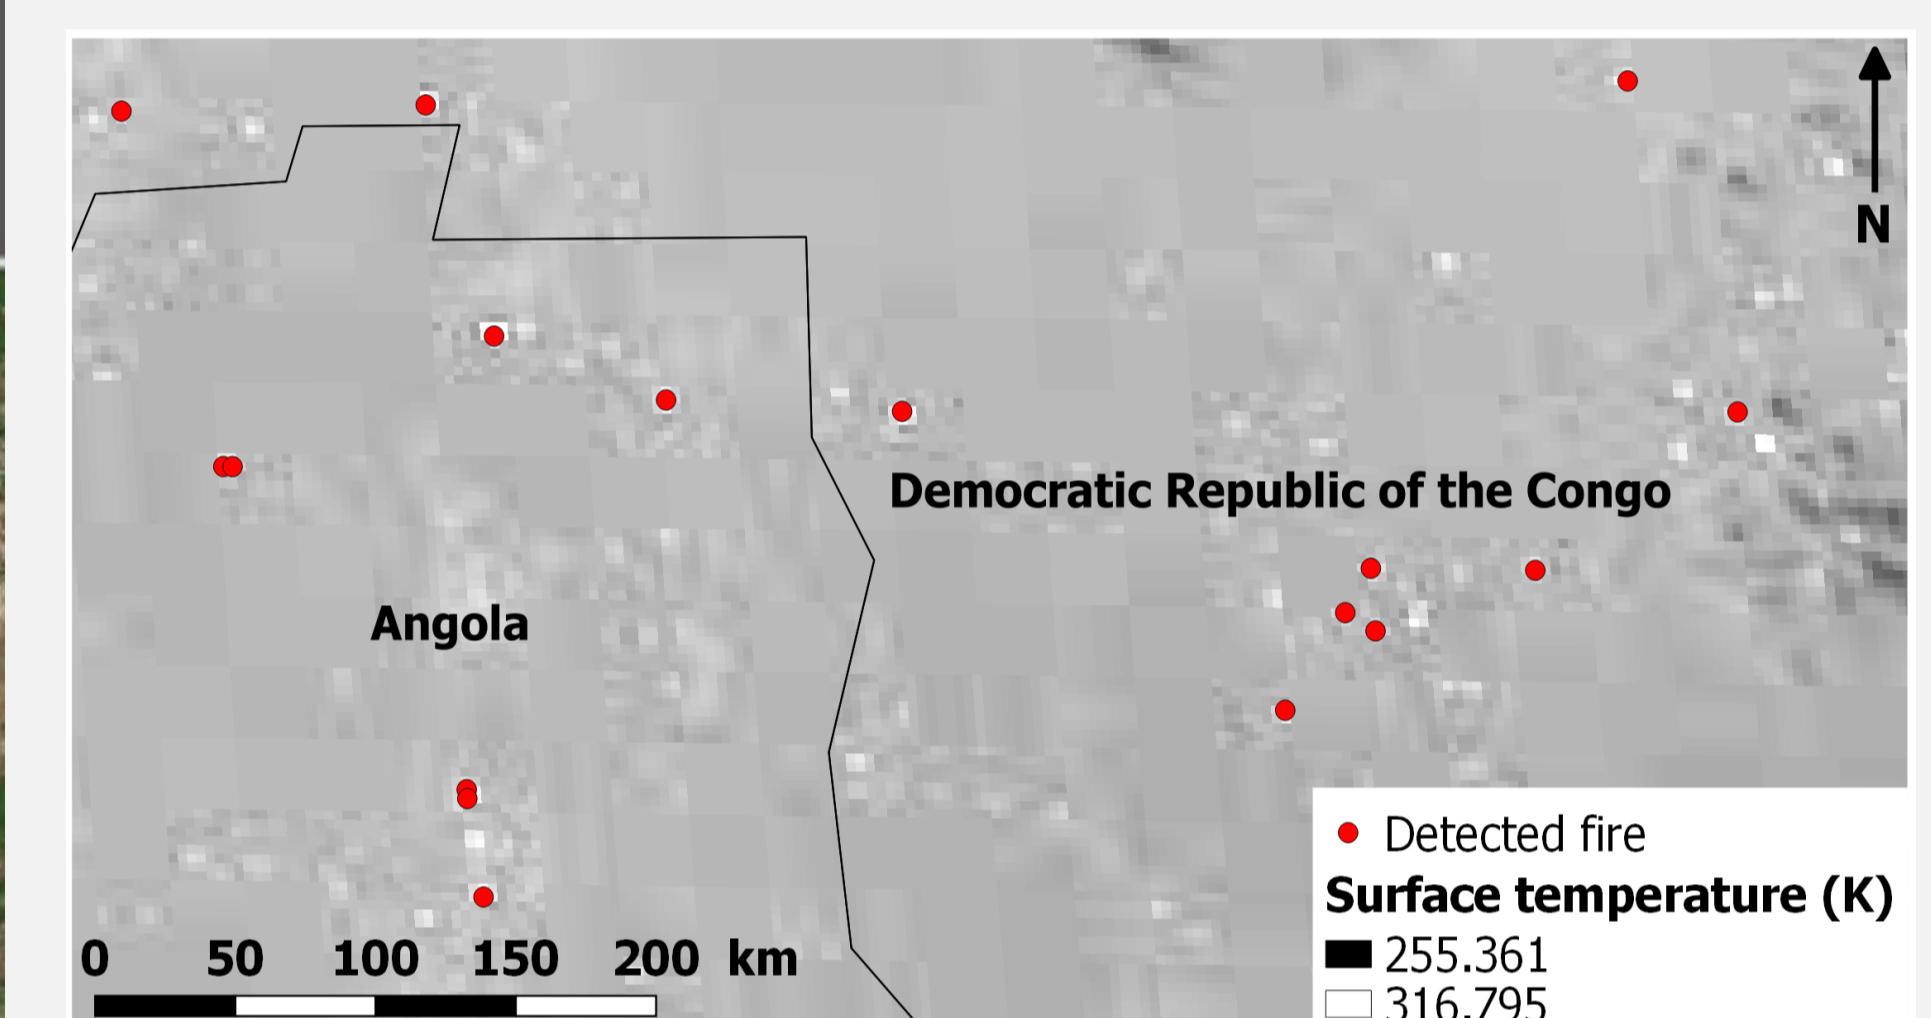 N
Democratic Republic of the Congo
Angola
0 50 100 150 200 km
Detected fire
Surface temperature (K)
255.361
316.795